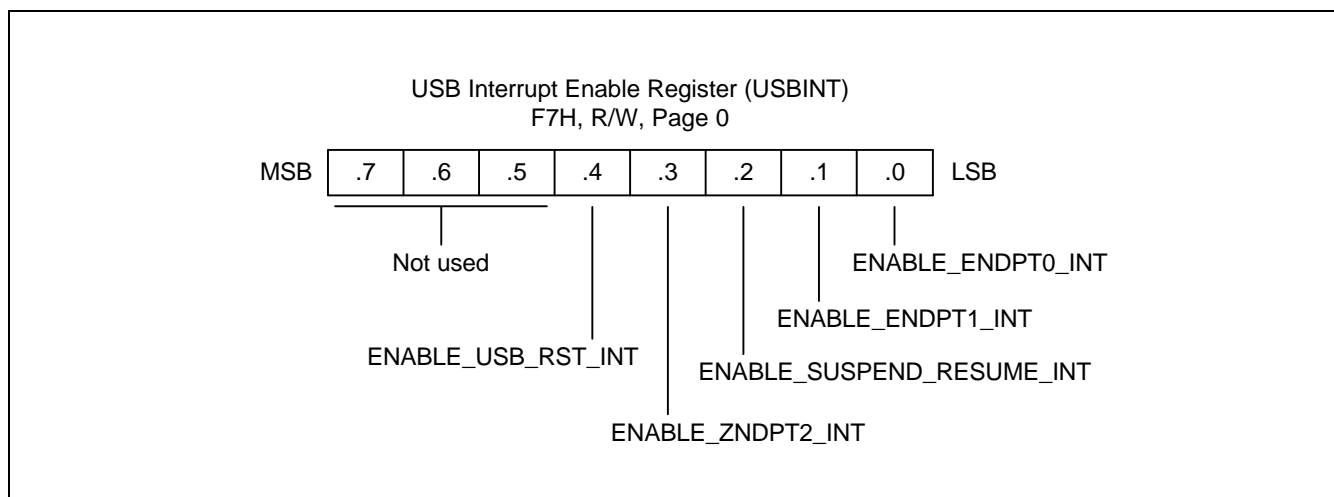 USB Interrupt Enable Register (USBINT)
F7H, R/W, Page 0
MSB .7 .6 .5 .4 .3 .2 .1 .0 LSB
Not used
ENABLE_ENDPT0_INT
ENABLE_ENDPT1_INT
ENABLE_USB_RST_INT
ENABLE_SUSPEND_RESUME_INT
ENABLE_ZNDPT2_INT